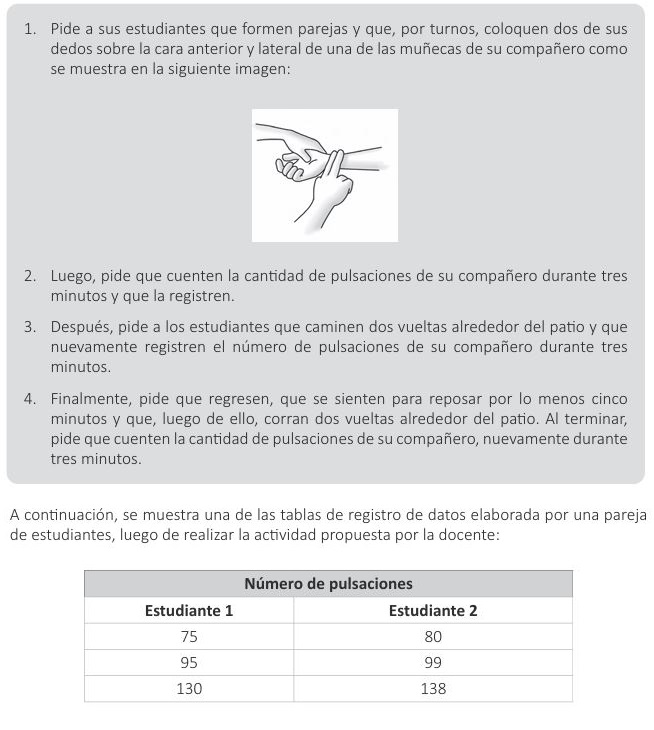 1. Pide a sus estudiantes que formen parejas y que, por turnos, coloquen dos de sus
dedos sobre la cara anterior y lateral de una de las muñecas de su compañero como
se muestra en la siguiente imagen:
2. Luego, pide que cuenten la cantidad de pulsaciones de su compañero durante tres
minutos y que la registren.
3. Después, pide a los estudiantes que caminen dos vueltas alrededor del patio y que
nuevamente registren el número de pulsaciones de su compañero durante tres
minutos.
4. Finalmente, pide que regresen, que se sienten para reposar por lo menos cinco
minutos y que, luego de ello, corran dos vueltas alrededor del patio. Al terminar,
pide que cuenten la cantidad de pulsaciones de su compañero, nuevamente durante
tres minutos.
A continuación, se muestra una de las tablas de registro de datos elaborada por una pareja
de estudiantes, luego de realizar la actividad propuesta por la docente:
Número de pulsaciones
Estudiante 1 Estudiante 2
75 80
95 99
130 138